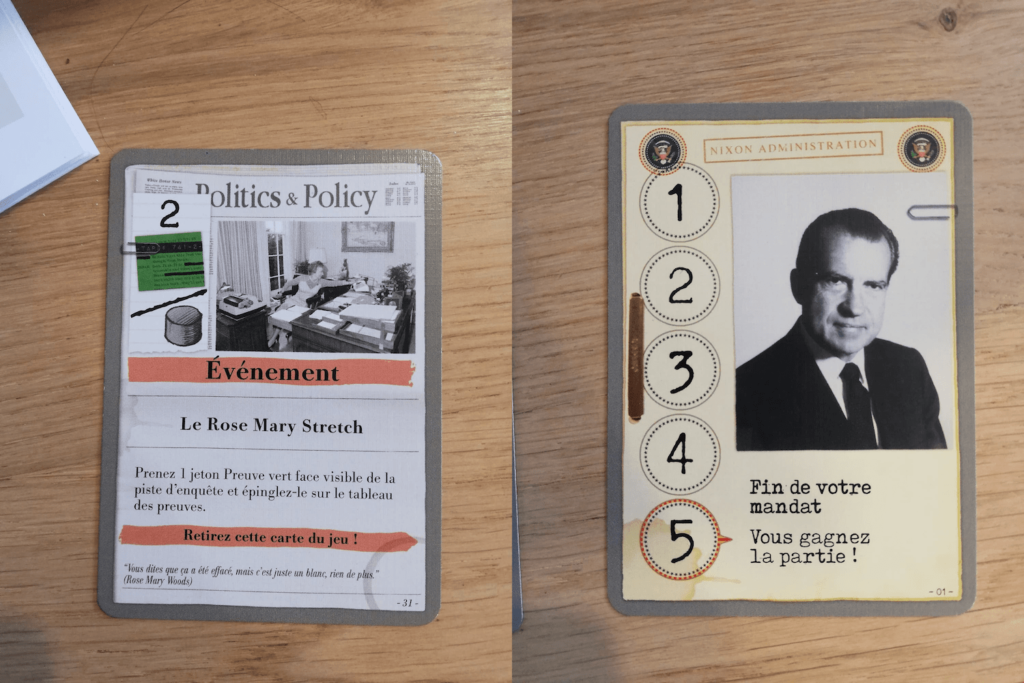 Politics & Policy
2
Événement
Le Rose Mary Stretch
Prenez 1 jeton Preuve vert face visible de la
piste d'enquête et épinglez-le sur le tableau
des preuves.
Retirez cette carte du jeu !
"Vous dites que ça a été effacé, mais c'est juste un blanc, rien de plus."
(Rose Mary Woods)
- 31 -
NIXON ADMINISTRATION
1
2
3
4
5
Fin de votre
mandat
Vous gagnez
la partie !
- 01 -